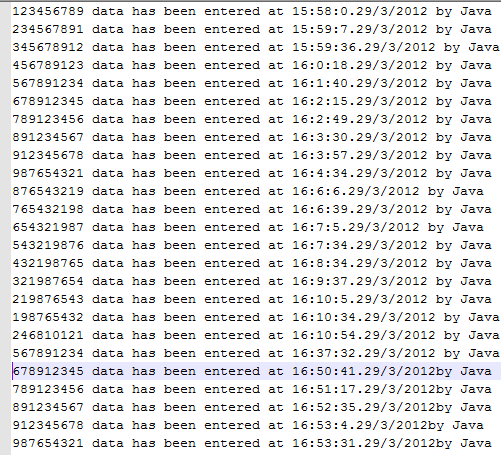 123456789 data has been entered at 15:58:0.29/3/2012 by Java
234567891 data has been entered at 15:59:7.29/3/2012 by Java
345678912 data has been entered at 15:59:36.29/3/2012 by Java
456789123 data has been entered at 16:0:18.29/3/2012 by Java
567891234 data has been entered at 16:1:40.29/3/2012 by Java
678912345 data has been entered at 16:2:15.29/3/2012 by Java
789123456 data has been entered at 16:2:49.29/3/2012 by Java
891234567 data has been entered at 16:3:30.29/3/2012 by Java
912345678 data has been entered at 16:3:57.29/3/2012 by Java
987654321 data has been entered at 16:4:34.29/3/2012 by Java
876543219 data has been entered at 16:6:6.29/3/2012 by Java
765432198 data has been entered at 16:6:39.29/3/2012 by Java
654321987 data has been entered at 16:7:5.29/3/2012 by Java
543219876 data has been entered at 16:7:34.29/3/2012 by Java
432198765 data has been entered at 16:8:34.29/3/2012 by Java
321987654 data has been entered at 16:9:37.29/3/2012 by Java
219876543 data has been entered at 16:10:5.29/3/2012 by Java
198765432 data has been entered at 16:10:34.29/3/2012 by Java
246810121 data has been entered at 16:10:54.29/3/2012 by Java
567891234 data has been entered at 16:37:32.29/3/2012 by Java
678912345 data has been entered at 16:50:41.29/3/2012by Java
789123456 data has been entered at 16:51:17.29/3/2012by Java
891234567 data has been entered at 16:52:35.29/3/2012by Java
912345678 data has been entered at 16:53:4.29/3/2012by Java
987654321 data has been entered at 16:53:31.29/3/2012by Java